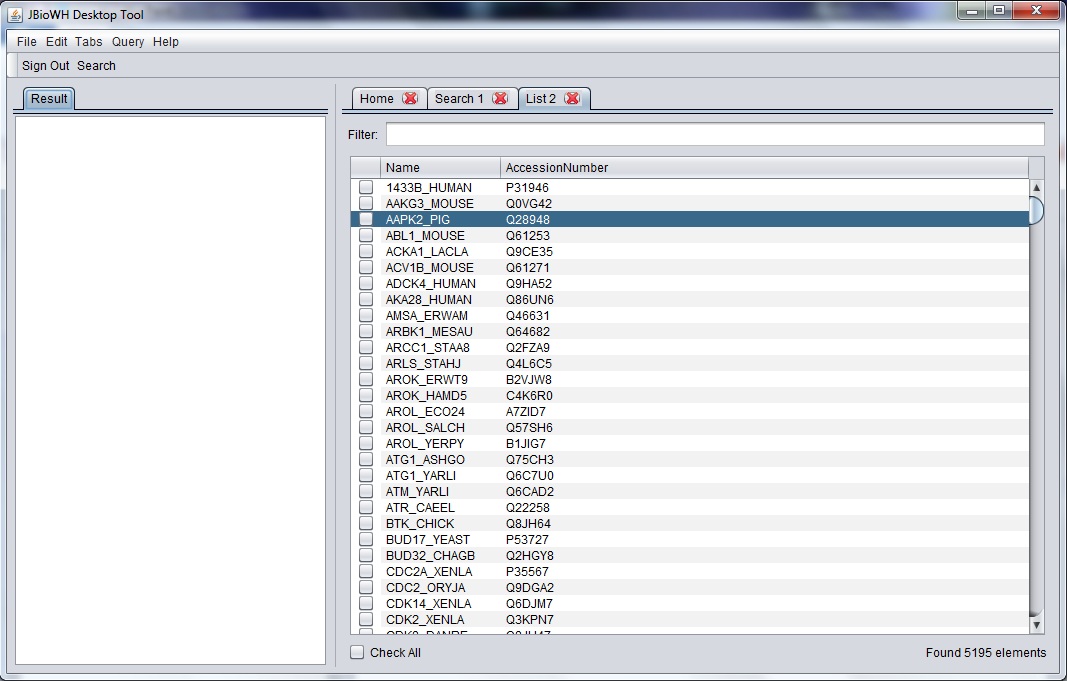 JBioWH Desktop Tool
File Edit Tabs Query Help
Sign Out Search
Result
Home Search 1 List 2
Filter:
Name AccessionNumber
1433B_HUMAN P31946
AAKG3_MOUSE Q0VG42
AAPK2_PIG Q28948
ABL1_MOUSE Q61253
ACKA1_LACLA Q9CE35
ACV1B_MOUSE Q61271
ADCK4_HUMAN Q9HA52
AKA28_HUMAN Q86UN6
AMSA_ERWAM Q46631
ARBK1_MESAU Q64682
ARCC1_STAA8 Q2FZA9
ARLS_STAHJ Q4L6C5
AROK_ERWT9 B2VJW8
AROK_HAMD5 C4K6R0
AROL_ECO24 A7ZID7
AROL_SALCH Q57SH6
AROL_YERPY B1JIG7
ATG1_ASHGO Q75CH3
ATG1_YARLI Q6C7U0
ATM_YARLI Q6CAD2
ATR_CAEEL Q22258
BTK_CHICK Q8JH64
BUD17_YEAST P53727
BUD32_CHAGB Q2HGY8
CDC2A_XENLA P35567
CDC2_ORYJA Q9DGA2
CDK14_XENLA Q6DJM7
CDK2_XENLA Q3KPN7
Check All Found 5195 elements